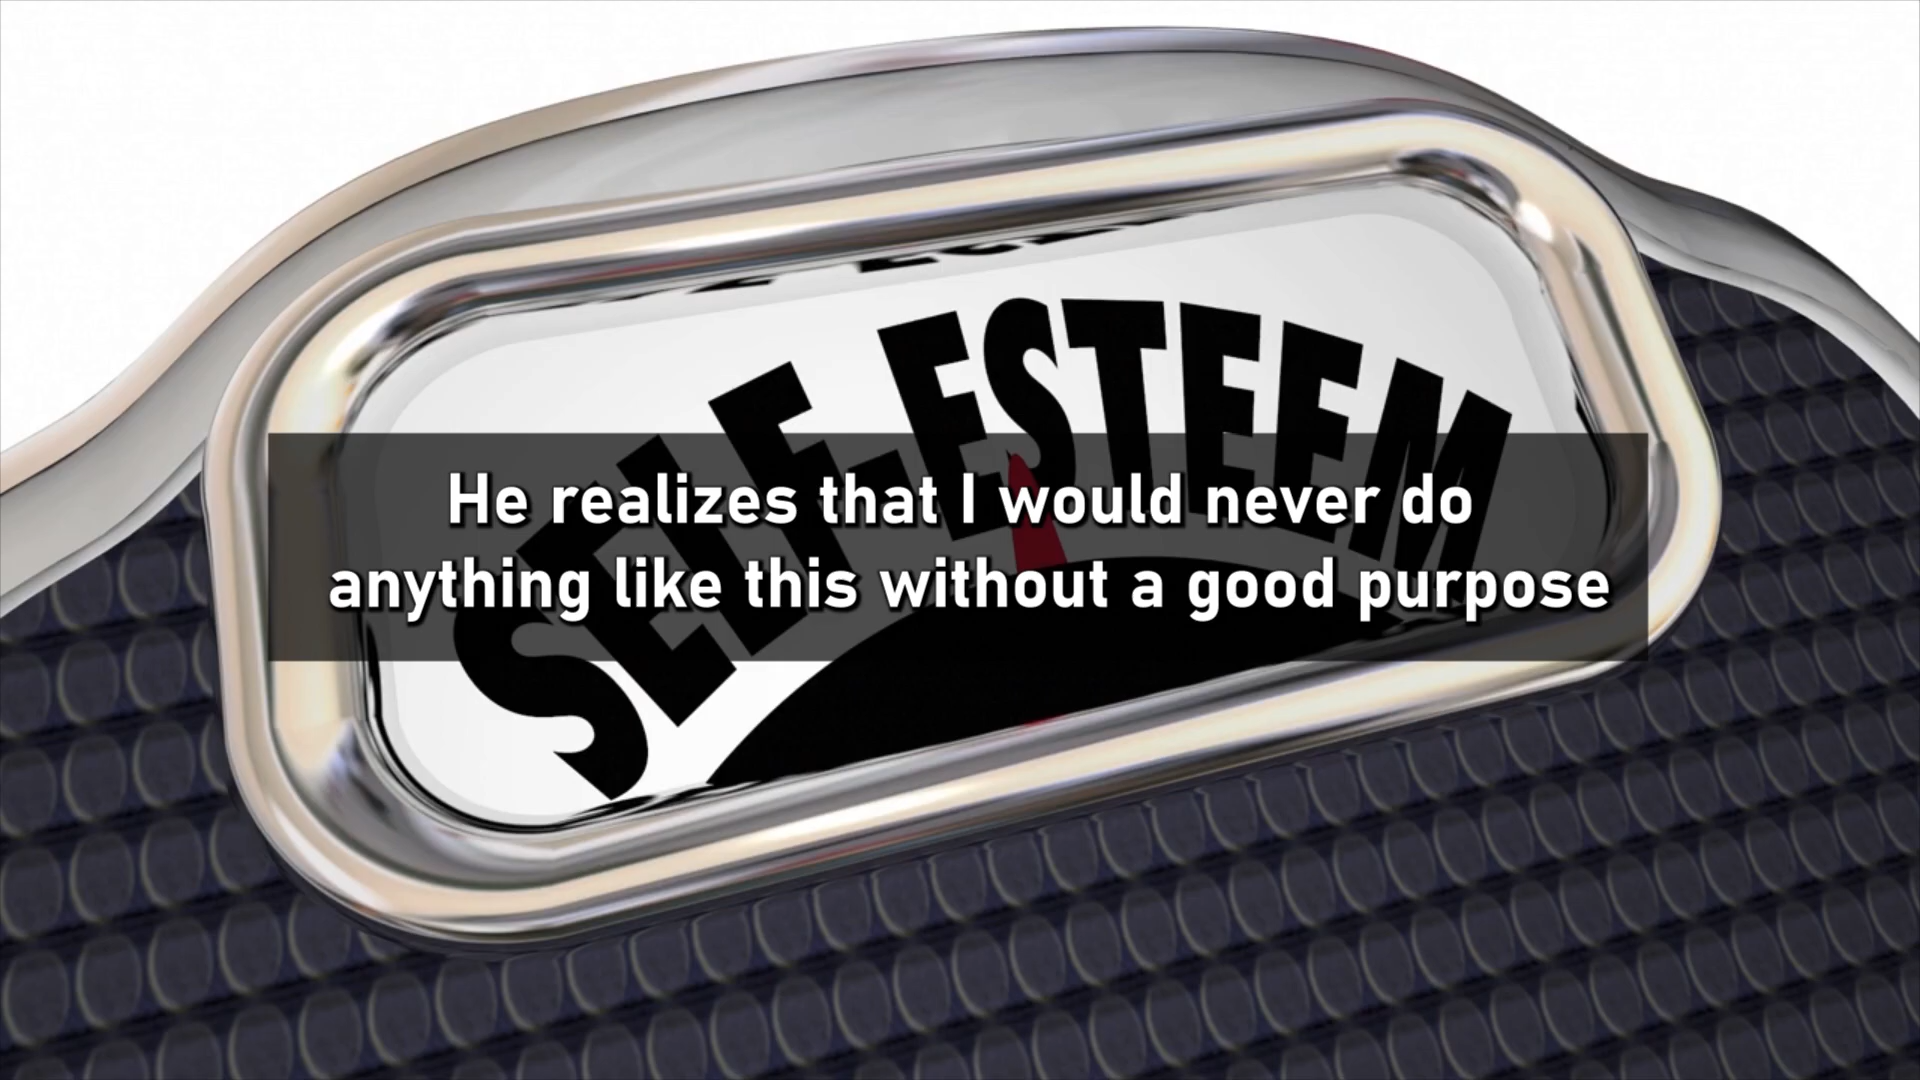 SELF-ESTEEM
He realizes that I would never do
anything like this without a good purpose